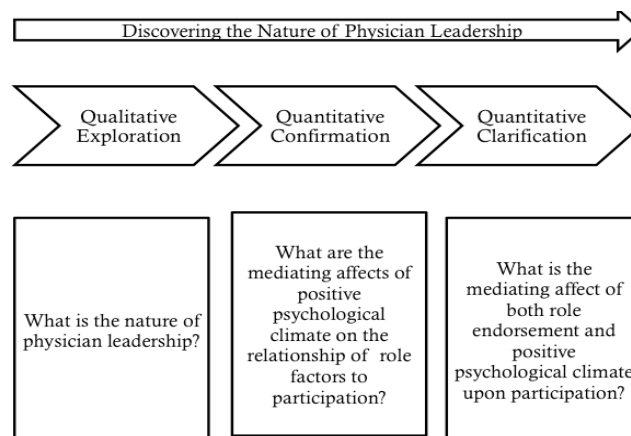 Discovering the Nature of Physician Leadership
Qualitative
Exploration
Quantitative
Confirmation
Quantitative
Clarification
What is the nature of
physician leadership?
What are the
mediating affects of
positive
psychological
climate on the
relationship of role
factors to
participation?
What is the
mediating affect of
both role
endorsement and
positive
psychological climate
upon participation?